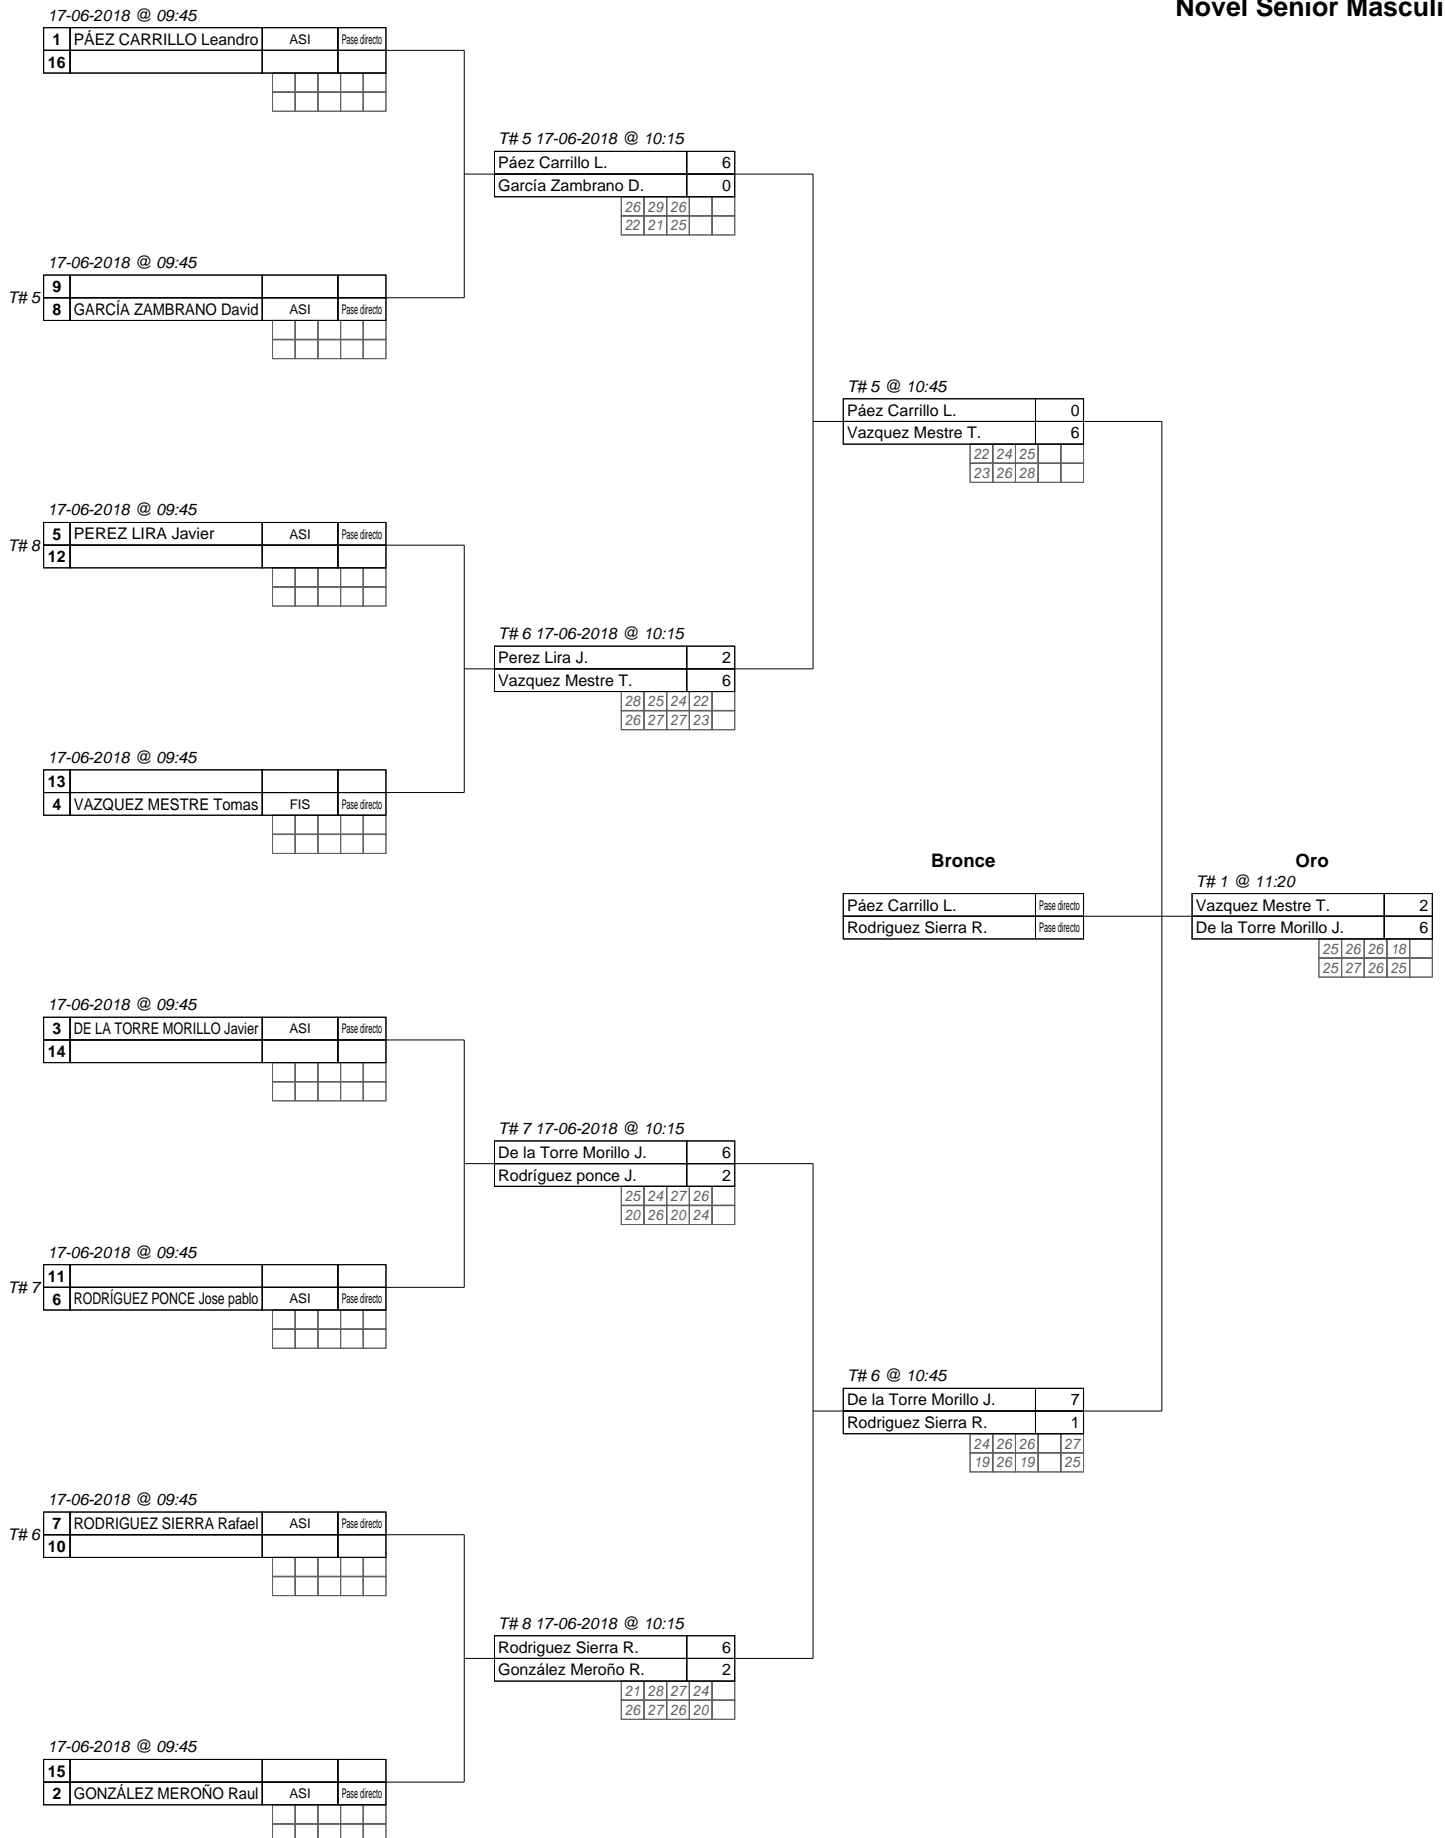 Novel Senior Masculi
17-06-2018 @ 09:45
1 PÁEZ CARRILLO Leandro ASI Pase directo
16
T# 5 17-06-2018 @ 10:15
Páez Carrillo L. 6
García Zambrano D. 0
26 29 26
22 21 25
17-06-2018 @ 09:45
9
T# 5
8 GARCÍA ZAMBRANO David ASI Pase directo
T# 5 @ 10:45
Páez Carrillo L. 0
Vazquez Mestre T. 6
22 24 25
23 26 28
17-06-2018 @ 09:45
5 PEREZ LIRA Javier ASI Pase directo
T# 8
12
T# 6 17-06-2018 @ 10:15
Perez Lira J. 2
Vazquez Mestre T. 6
28 25 24 22
26 27 27 23
17-06-2018 @ 09:45
13
4 VAZQUEZ MESTRE Tomas FIS Pase directo
Bronce Oro
T# 1 @ 11:20
Páez Carrillo L. Pase directo Vazquez Mestre T. 2
Rodriguez Sierra R. Pase directo De la Torre Morillo J. 6
25 26 26 18
25 27 26 25
17-06-2018 @ 09:45
3 DE LA TORRE MORILLO Javier ASI Pase directo
14
T# 7 17-06-2018 @ 10:15
De la Torre Morillo J. 6
Rodríguez ponce J. 2
25 24 27 26
20 26 20 24
17-06-2018 @ 09:45
11
T# 7
6 RODRÍGUEZ PONCE Jose pablo ASI Pase directo
T# 6 @ 10:45
De la Torre Morillo J. 7
Rodriguez Sierra R. 1
24 26 26 27
19 26 19 25
17-06-2018 @ 09:45
7 RODRIGUEZ SIERRA Rafael ASI Pase directo
T# 6
10
T# 8 17-06-2018 @ 10:15
Rodriguez Sierra R. 6
González Meroño R. 2
21 28 27 24
26 27 26 20
17-06-2018 @ 09:45
15
2 GONZÁLEZ MEROÑO Raul ASI Pase directo